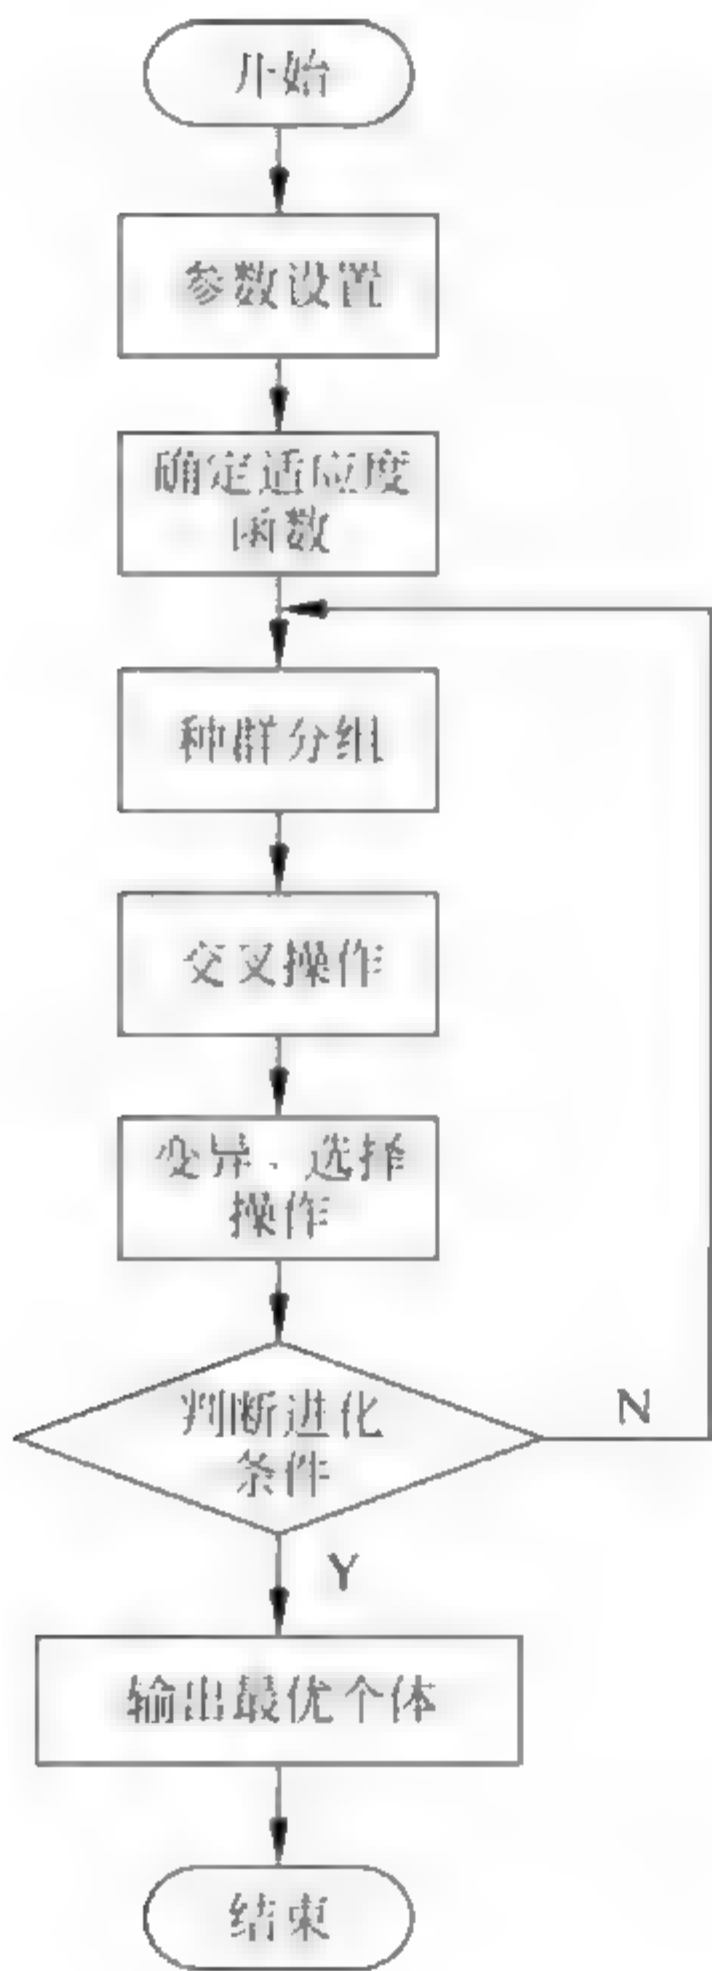 开始
参数设置
确定适应度
函数
种群分组
交叉操作
变异、选择
操作
判断进化
条件
N
Y
输出最优个体
结束